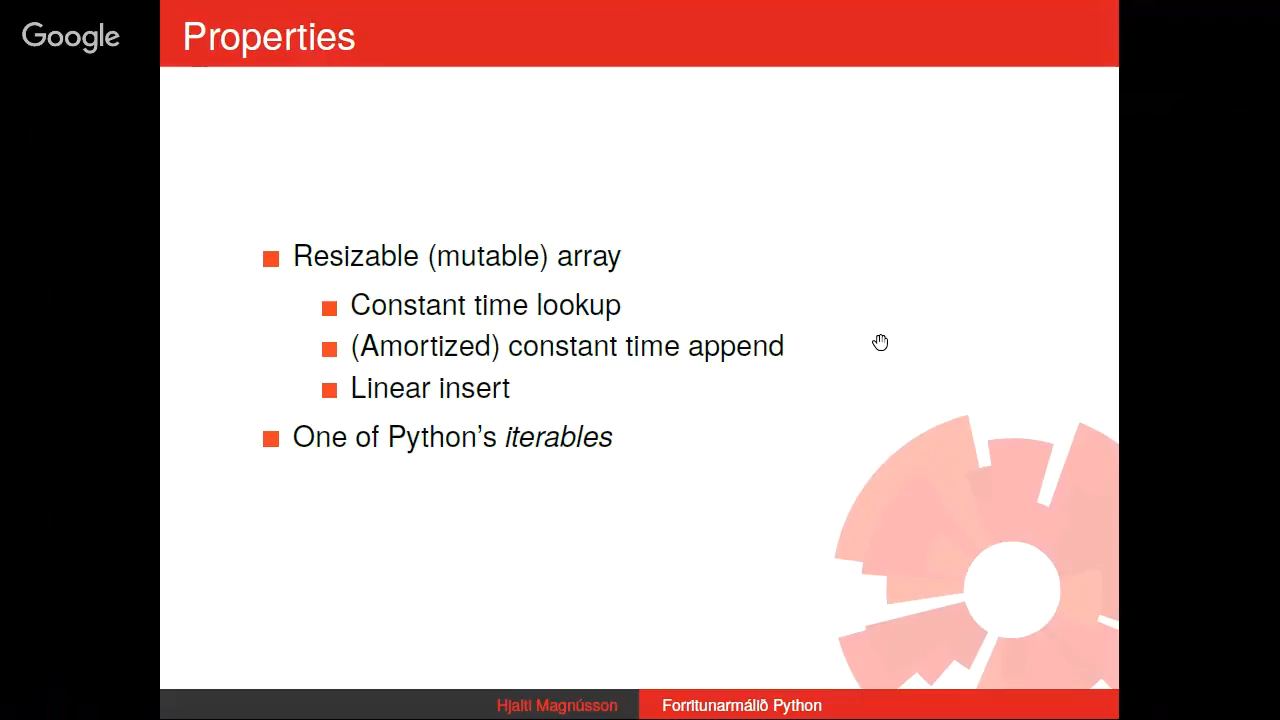 Google
Properties
Resizable (mutable) array
Constant time lookup
(Amortized) constant time append
Linear insert
One of Python's iterables
Hjalti Magnússon
Forritunarmálið Python